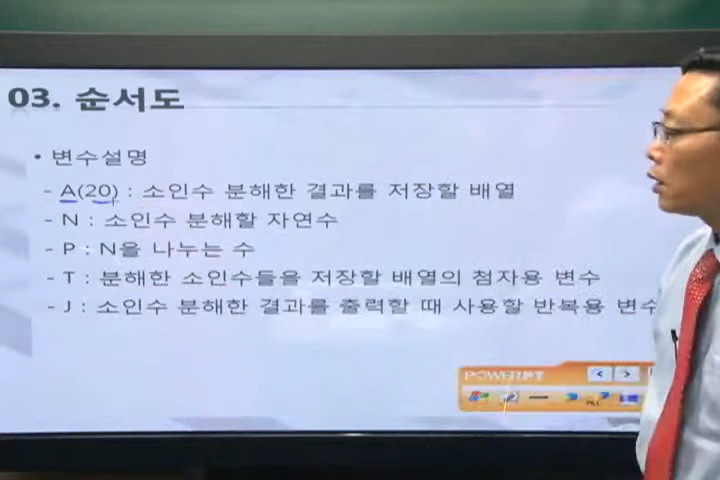 03. 순서도
• 변수설명
- A(20) : 소인수 분해한 결과를 저장할 배열
- N : 소인수 분해할 자연수
- P : N을 나누는 수
- T : 분해한 소인수들을 저장할 배열의 첨자용 변수
- J : 소인수 분해한 결과를 출력할 때 사용할 반복용 변수
POWERPT